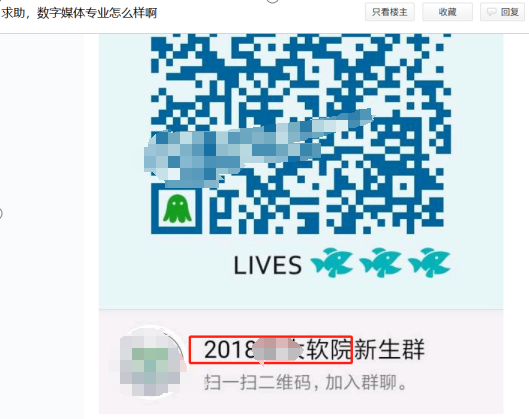 求助，数字媒体专业怎么样啊
只看楼主 收藏 回复
LIVES
2018 软院新生群
扫一扫二维码，加入群聊。